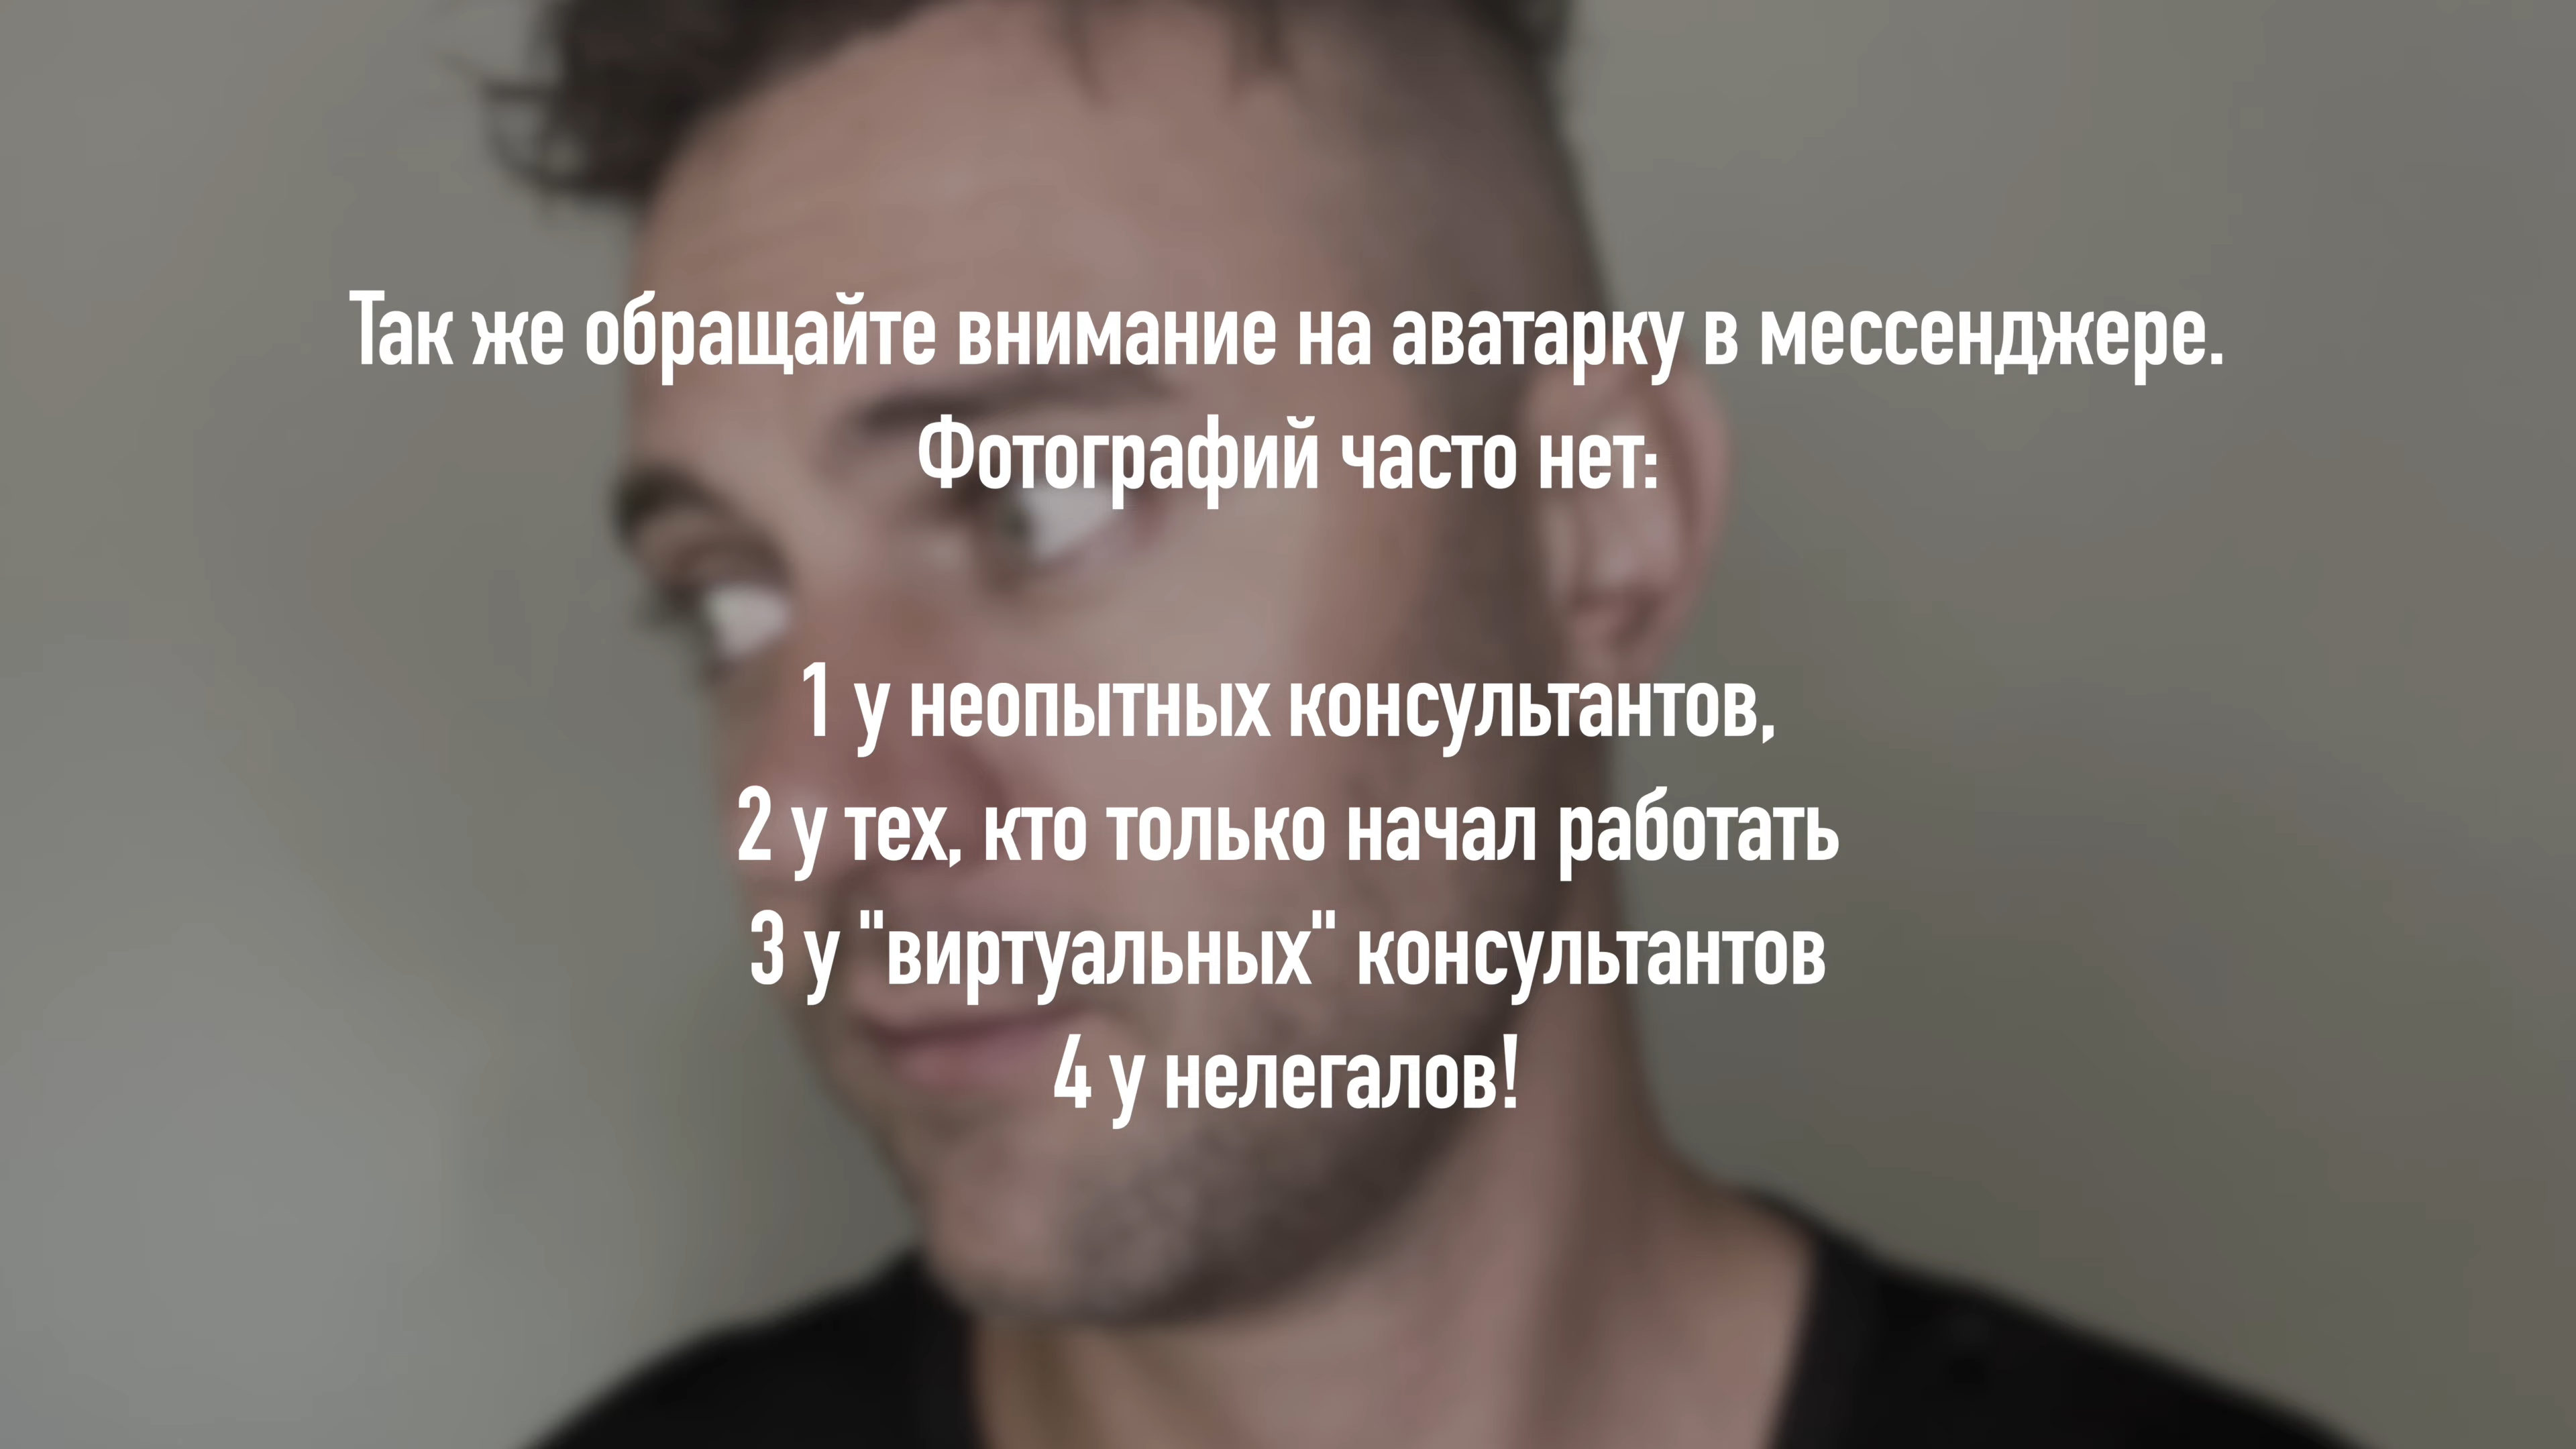 Так же обращайте внимание на аватарку в мессенджере.
Фотографий часто нет:
1 у неопытных консультантов,
2 у тех, кто только начал работать
3 у "виртуальных" консультантов
4 у нелегалов!